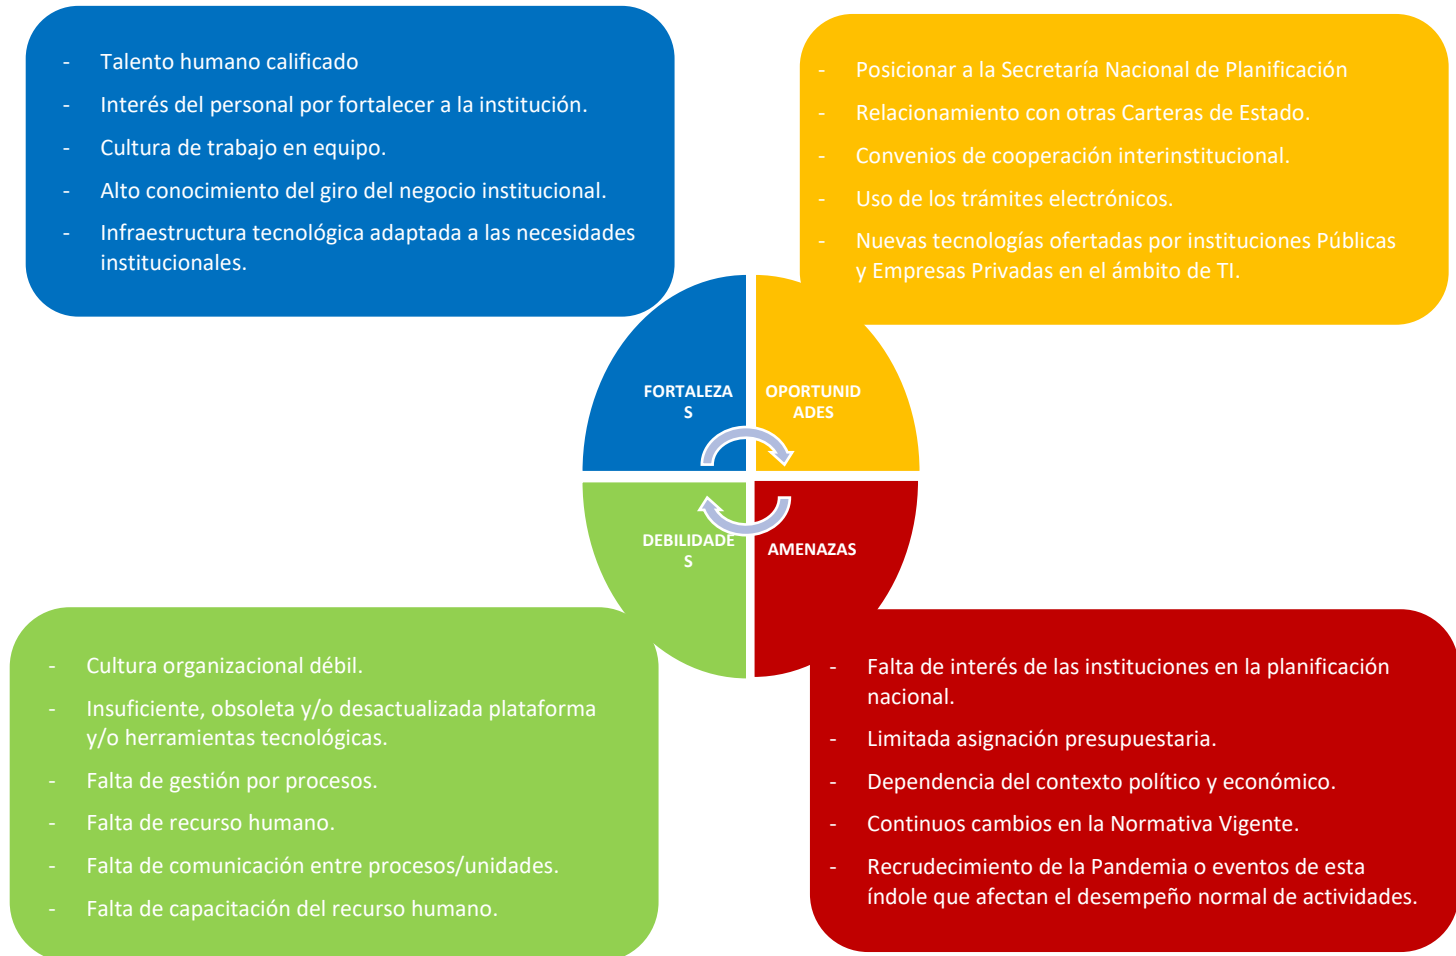 - Talento humano calificado
- Interés del personal por fortalecer a la institución.
- Cultura de trabajo en equipo.
- Alto conocimiento del giro del negocio institucional.
- Infraestructura tecnológica adaptada a las necesidades
institucionales.
- Posicionar a la Secretaría Nacional de Planificación
- Relacionamiento con otras Carteras de Estado.
- Convenios de cooperación interinstitucional.
- Uso de los trámites electrónicos.
- Nuevas tecnologías ofertadas por instituciones Públicas
y Empresas Privadas en el ámbito de TI.
FORTALEZA
S
OPORTUNID
ADES
DEBILIDADE
S
AMENAZAS
- Cultura organizacional débil.
- Insuficiente, obsoleta y/o desactualizada plataforma
y/o herramientas tecnológicas.
- Falta de gestión por procesos.
- Falta de recurso humano.
- Falta de comunicación entre procesos/unidades.
- Falta de capacitación del recurso humano.
- Falta de interés de las instituciones en la planificación
nacional.
- Limitada asignación presupuestaria.
- Dependencia del contexto político y económico.
- Continuos cambios en la Normativa Vigente.
- Recrudecimiento de la Pandemia o eventos de esta
índole que afectan el desempeño normal de actividades.